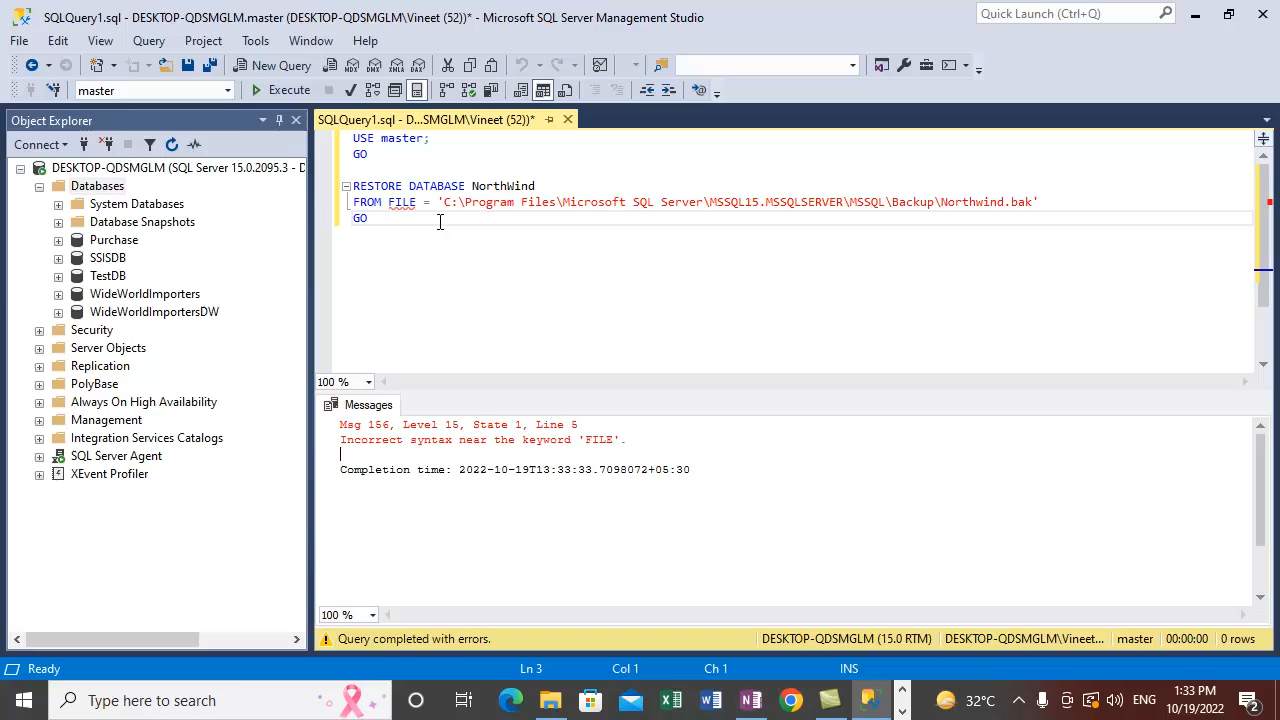 SQLQuery1.sql - DESKTOP-QDSMGLM.master (DESKTOP-QDSMGLM\Vineet (52))* - Microsoft SQL Server Management Studio
Quick Launch (Ctrl+Q)
File Edit View Query Project Tools Window Help
New Query MDX DMX XMLA DAX
master Execute
Object Explorer
SQLQuery1.sql - D...SMGLM\Vineet (52))*
Connect
DESKTOP-QDSMGLM (SQL Server 15.0.2095.3 - D
Databases
System Databases
Database Snapshots
Purchase
SSISDB
TestDB
WideWorldImporters
WideWorldImportersDW
Security
Server Objects
Replication
PolyBase
Always On High Availability
Management
Integration Services Catalogs
SQL Server Agent
XEvent Profiler
USE master;
GO
RESTORE DATABASE NorthWind
FROM FILE = 'C:\Program Files\Microsoft SQL Server\MSSQL15.MSSQLSERVER\MSSQL\Backup\Northwind.bak'
GO
100 %
Messages
Msg 156, Level 15, State 1, Line 5
Incorrect syntax near the keyword 'FILE'.
Completion time: 2022-10-19T13:33:33.7098072+05:30
100 %
Query completed with errors. DESKTOP-QDSMGLM (15.0 RTM) DESKTOP-QDSMGLM\Vineet... master 00:00:00 0 rows
Ready Ln 3 Col 1 Ch 1 INS
Type here to search 32°C ENG 1:33 PM
10/19/2022 2